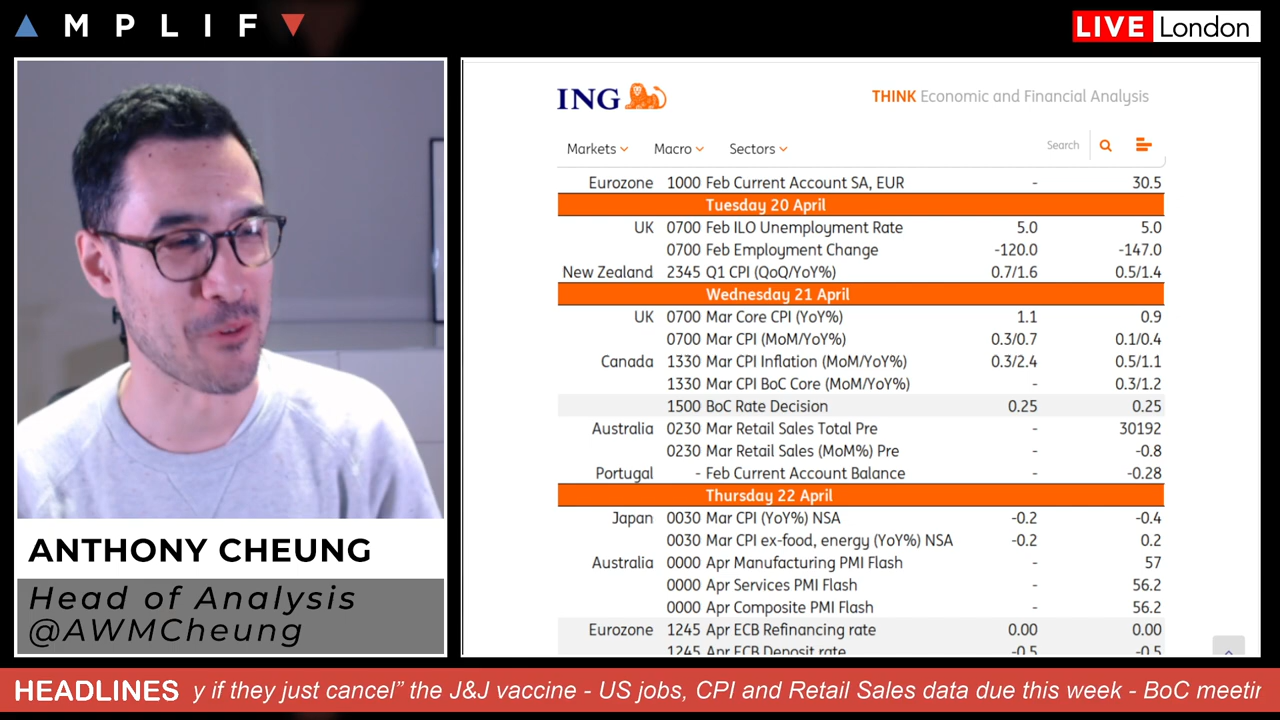 AMPLIFY
LIVE London
ING
THINK Economic and Financial Analysis
Markets Macro Sectors Search
Eurozone 1000 Feb Current Account SA, EUR - 30.5
Tuesday 20 April
UK 0700 Feb ILO Unemployment Rate 5.0 5.0
0700 Feb Employment Change -120.0 -147.0
New Zealand 2345 Q1 CPI (QoQ/YoY%) 0.7/1.6 0.5/1.4
Wednesday 21 April
UK 0700 Mar Core CPI (YoY%) 1.1 0.9
0700 Mar CPI (MoM/YoY%) 0.3/0.7 0.1/0.4
Canada 1330 Mar CPI Inflation (MoM/YoY%) 0.3/2.4 0.5/1.1
1330 Mar CPI BoC Core (MoM/YoY%) - 0.3/1.2
1500 BoC Rate Decision 0.25 0.25
Australia 0230 Mar Retail Sales Total Pre - 30192
0230 Mar Retail Sales (MoM%) Pre - -0.8
Portugal - Feb Current Account Balance - -0.28
Thursday 22 April
Japan 0030 Mar CPI (YoY%) NSA -0.2 -0.4
0030 Mar CPI ex-food, energy (YoY%) NSA -0.2 0.2
Australia 0000 Apr Manufacturing PMI Flash - 57
0000 Apr Services PMI Flash - 56.2
0000 Apr Composite PMI Flash - 56.2
Eurozone 1245 Apr ECB Refinancing rate 0.00 0.00
1245 Apr ECB Deposit rate -0.5 -0.5
ANTHONY CHEUNG
Head of Analysis
@AWMCheung
HEADLINES y if they just cancel” the J&J vaccine - US jobs, CPI and Retail Sales data due this week - BoC meetin